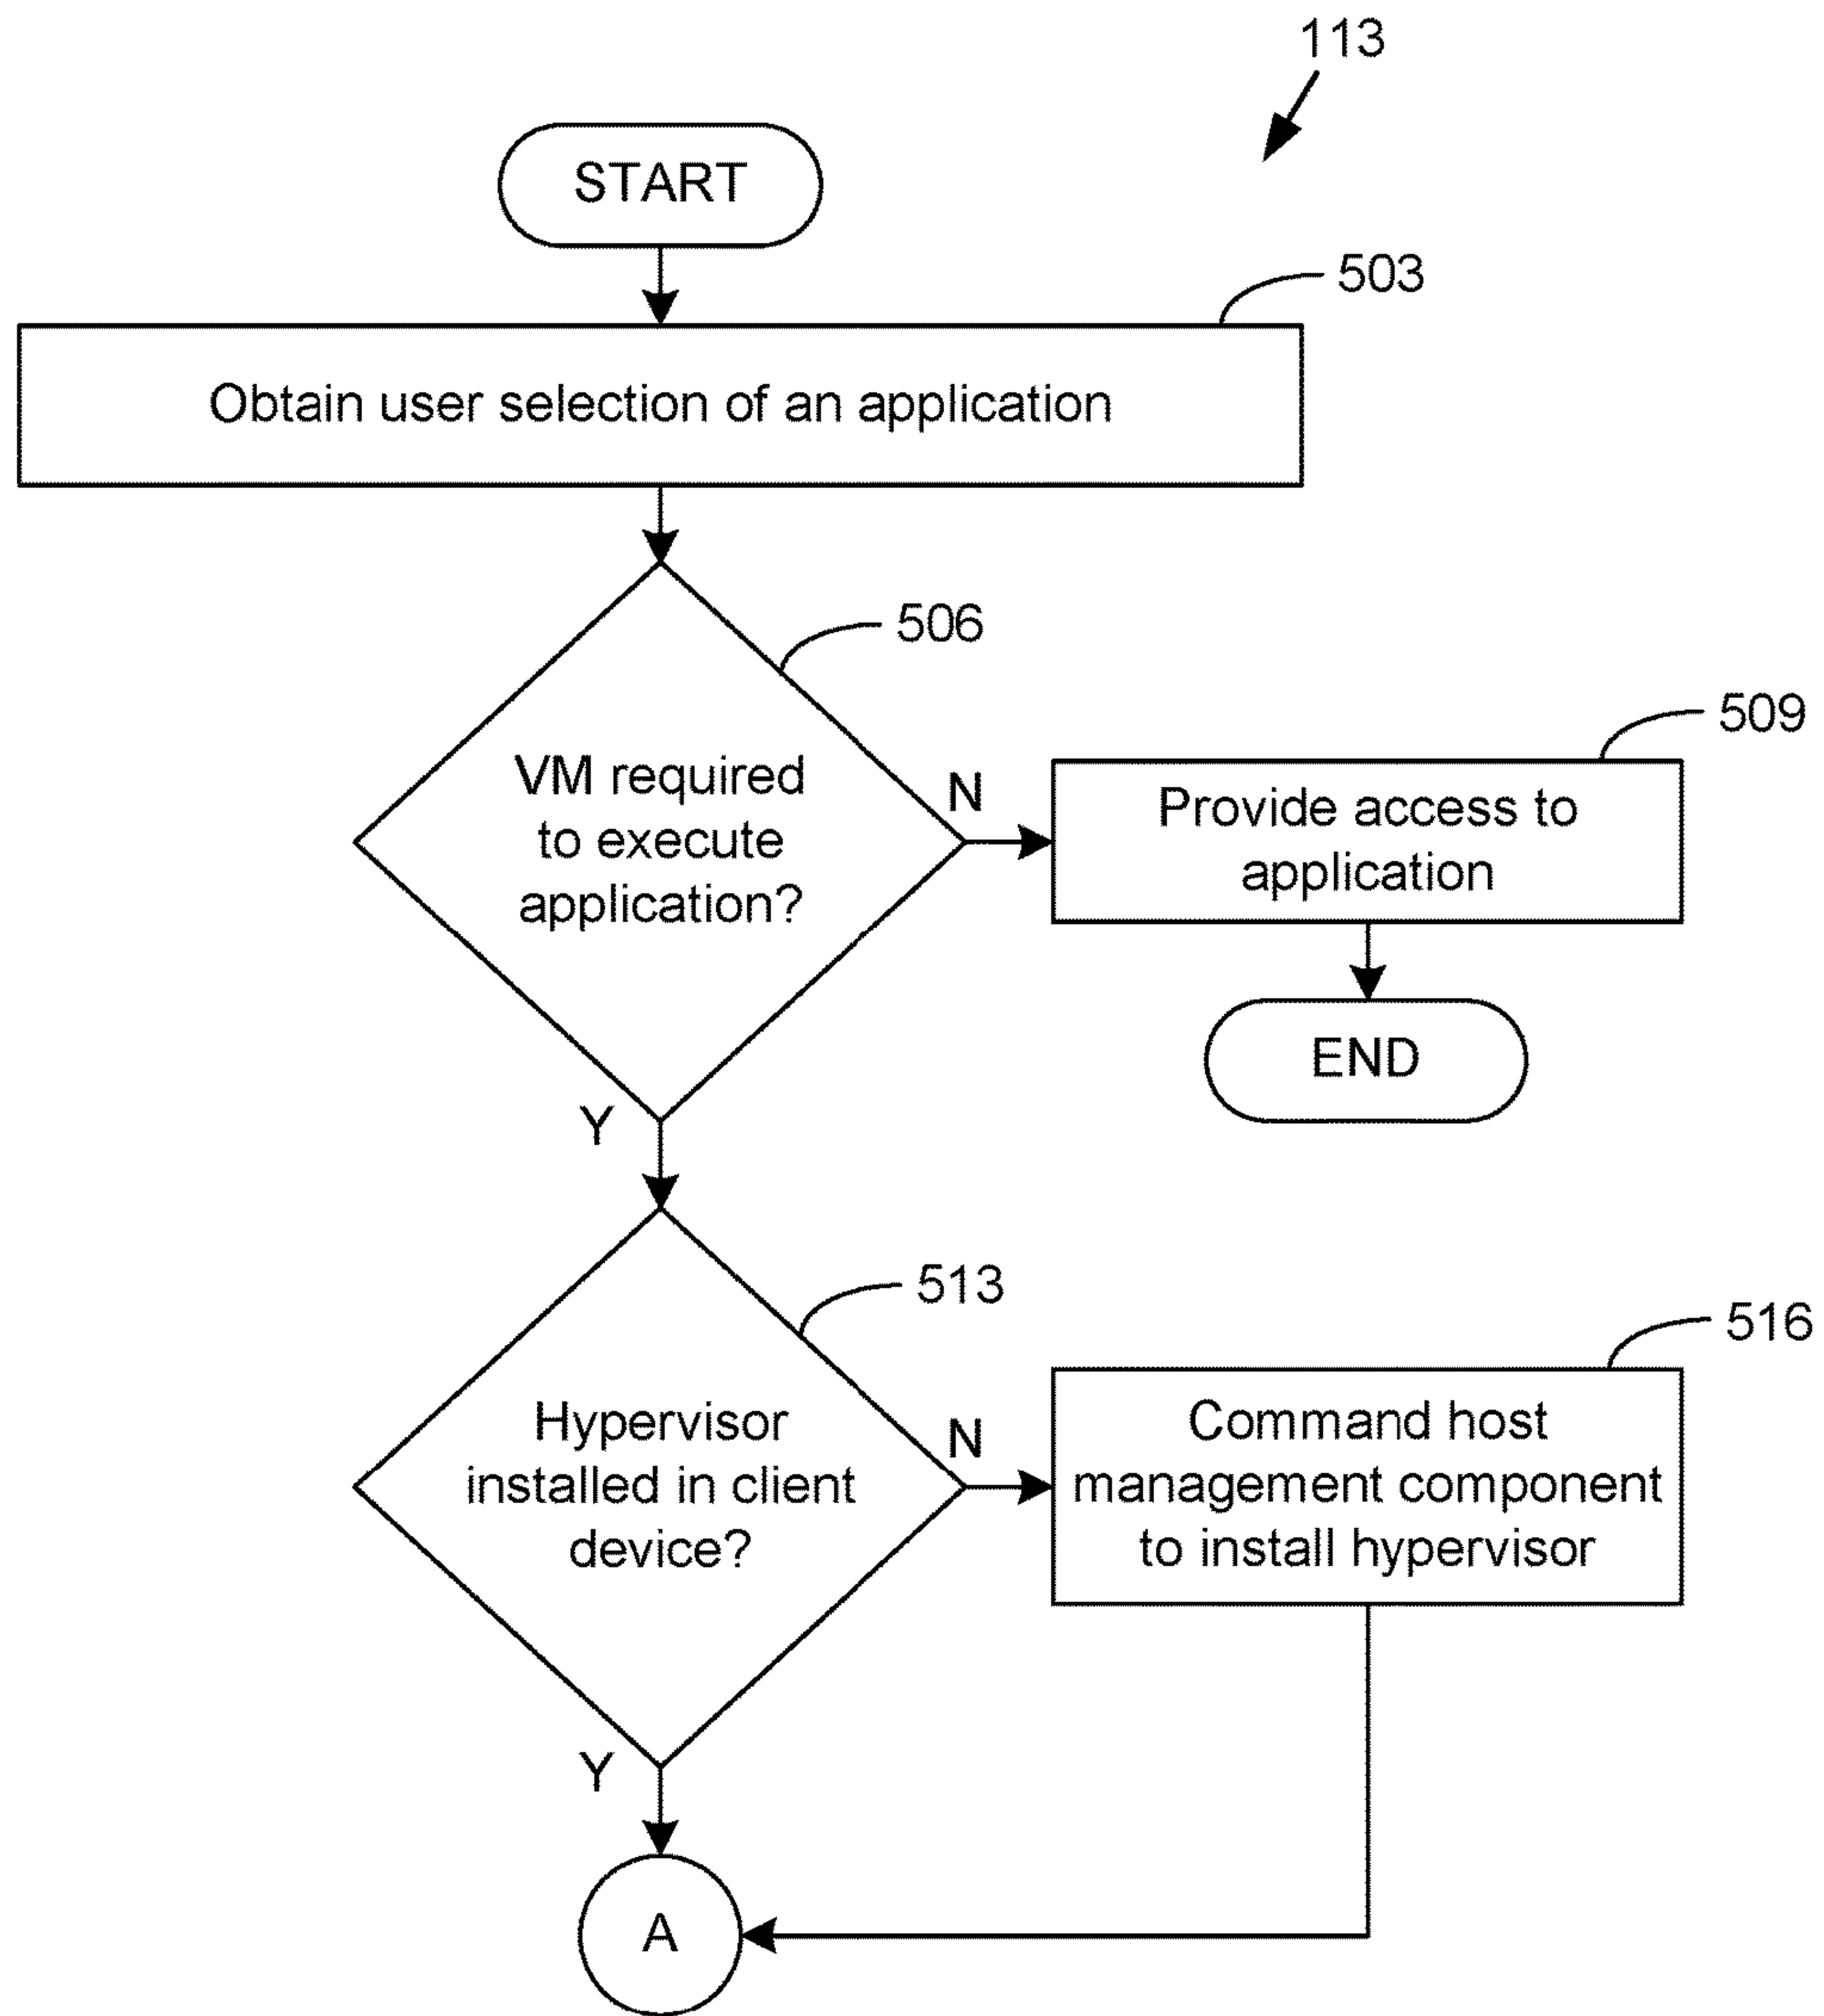 113
START
503
Obtain user selection of an application
506
VM required
to execute
application?
N
509
Provide access to
application
END
Y
513
Hypervisor
installed in client
device?
N
516
Command host
management component
to install hypervisor
Y
A